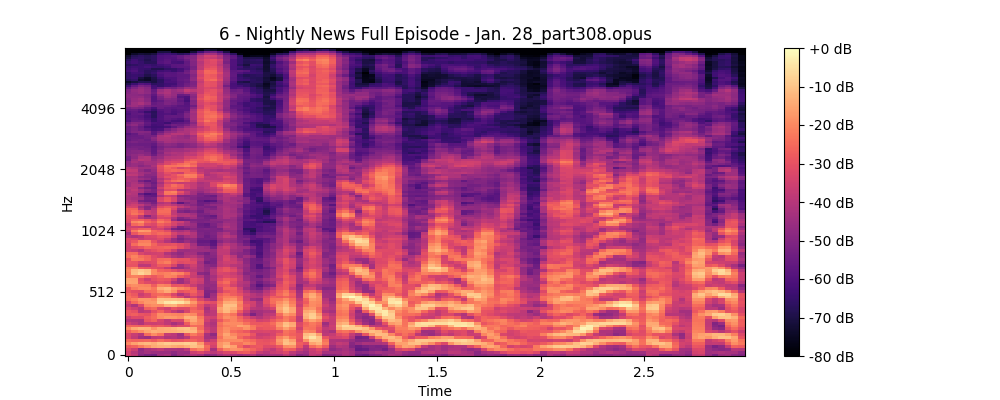 6 - Nightly News Full Episode - Jan. 28_part308.opus
Hz
4096
2048
1024
512
0
0 0.5 1 1.5 2 2.5
Time
+0 dB
-10 dB
-20 dB
-30 dB
-40 dB
-50 dB
-60 dB
-70 dB
-80 dB